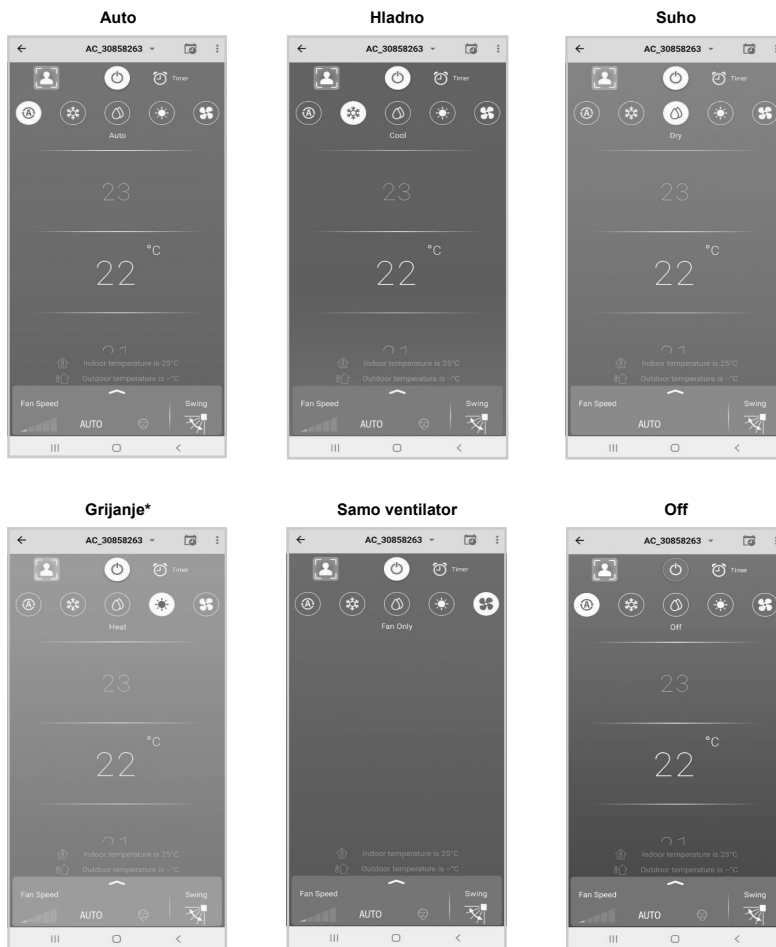 Auto
AC_30858263
Timer
Auto
23
22 °C
21
Indoor temperature is 25°C
Outdoor temperature is --°C
Fan Speed
Swing
AUTO
Hladno
AC_30858263
Timer
Cool
23
22 °C
21
Indoor temperature is 25°C
Outdoor temperature is --°C
Fan Speed
Swing
AUTO
Suho
AC_30858263
Timer
Dry
23
22 °C
21
Indoor temperature is 25°C
Outdoor temperature is --°C
Fan Speed
Swing
AUTO
Grijanje*
AC_30858263
Timer
Heat
23
22 °C
21
Indoor temperature is 25°C
Outdoor temperature is --°C
Fan Speed
Swing
AUTO
Samo ventilator
AC_30858263
Timer
Fan Only
Indoor temperature is 25°C
Outdoor temperature is --°C
Fan Speed
Swing
AUTO
Off
AC_30858263
Timer
Off
23
22 °C
21
Indoor temperature is 25°C
Outdoor temperature is --°C
Fan Speed
Swing
AUTO